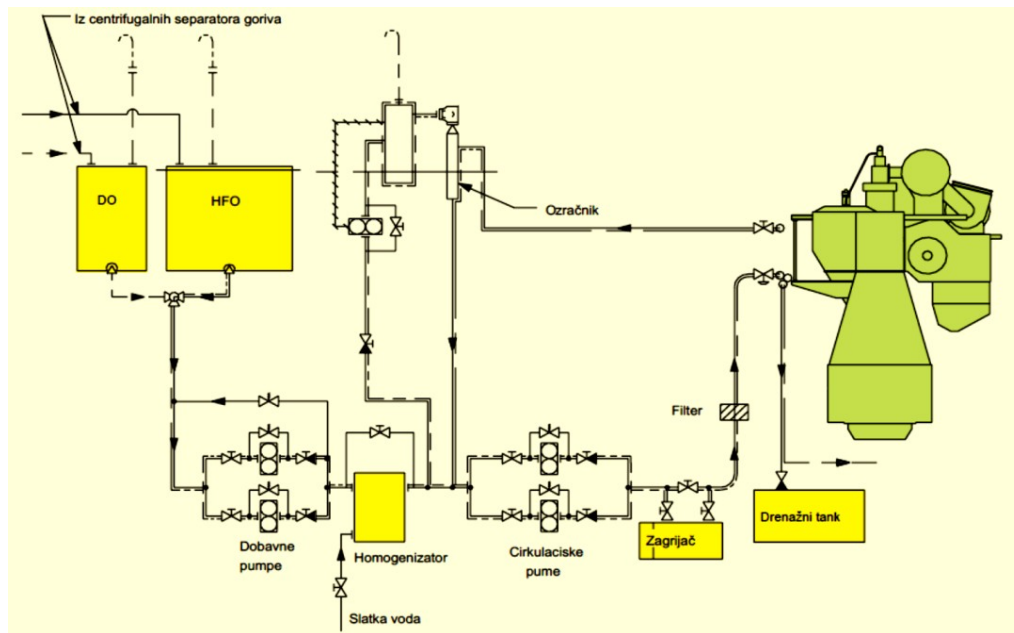 Iz centrifugalnih separatora goriva
DO
HFO
Ozračnik
Filter
Drenažni tank
Zagrijač
Dobavne
pumpe
Homogenizator
Cirkulaciske
pume
Slatka voda